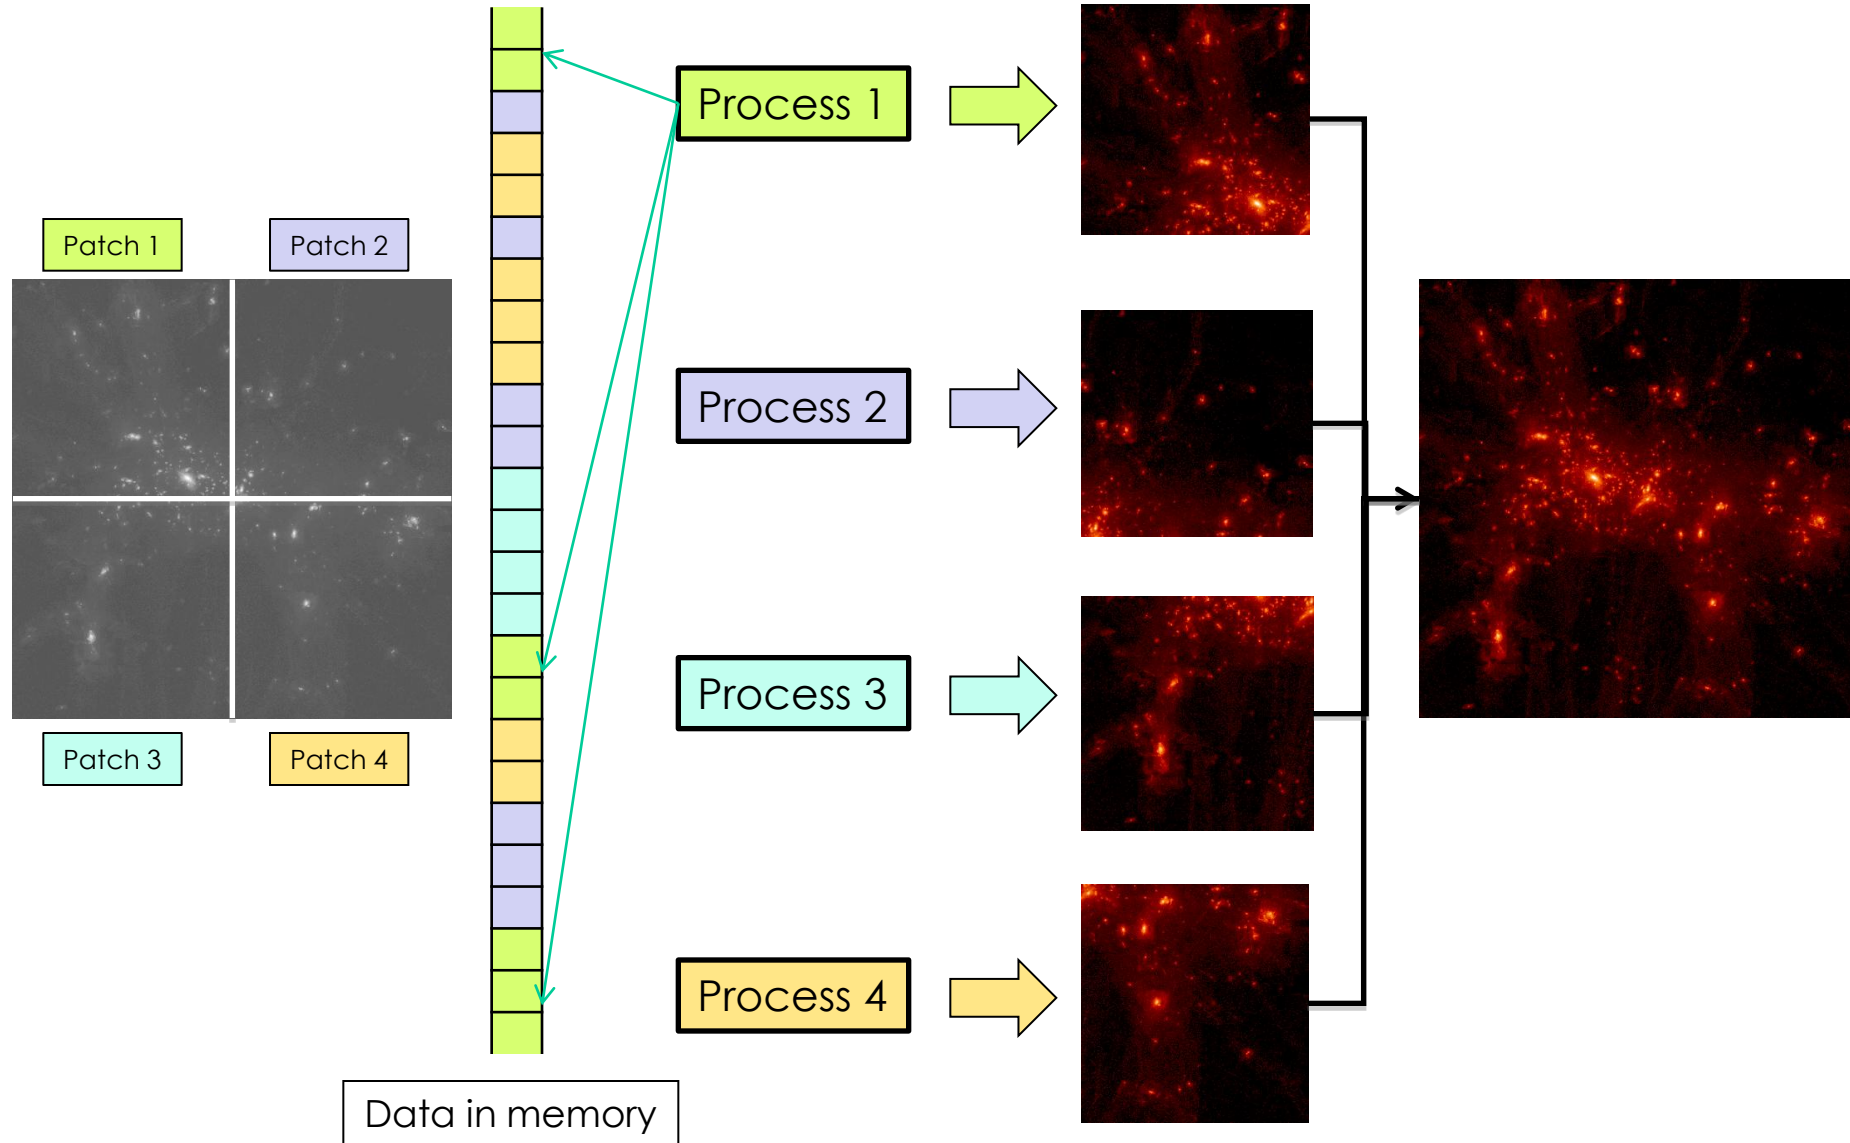 Patch 1
Patch 2
Patch 3
Patch 4
Data in memory
Process 1
Process 2
Process 3
Process 4